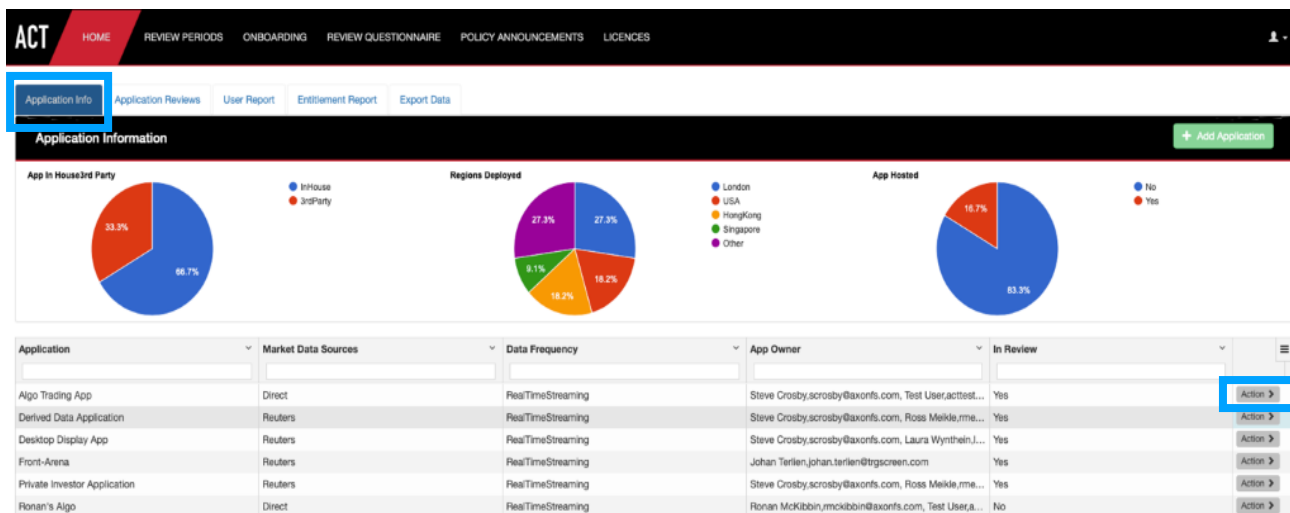 ACT HOME REVIEW PERIODS ONBOARDING REVIEW QUESTIONNAIRE POLICY ANNOUNCEMENTS LICENCES
Application Info Application Reviews User Report Entitlement Report Export Data
Application Information + Add Application
App In House3rd Party Regions Deployed App Hosted
InHouse London No
3rdParty USA Yes
HongKong
Singapore
Other
33.3% 66.7%
27.3% 27.3% 9.1% 18.2% 18.2%
16.7% 83.3%
Application Market Data Sources Data Frequency App Owner In Review
Algo Trading App Direct RealTimeStreaming Steve Crosby,scrosby@axonfs.com, Test User,acttest... Yes Action
Derived Data Application Reuters RealTimeStreaming Steve Crosby,scrosby@axonfs.com, Ross Meikle,rme... Yes Action
Desktop Display App Reuters RealTimeStreaming Steve Crosby,scrosby@axonfs.com, Laura Wynthein,l... Yes Action
Front-Arena Reuters RealTimeStreaming Johan Terlien,johan.terlien@trgscreen.com Yes Action
Private Investor Application Reuters RealTimeStreaming Steve Crosby,scrosby@axonfs.com, Ross Meikle,rme... Yes Action
Ronan's Algo Direct RealTimeStreaming Ronan McKibbin,rmckibbin@axonfs.com, Test User,a... No Action